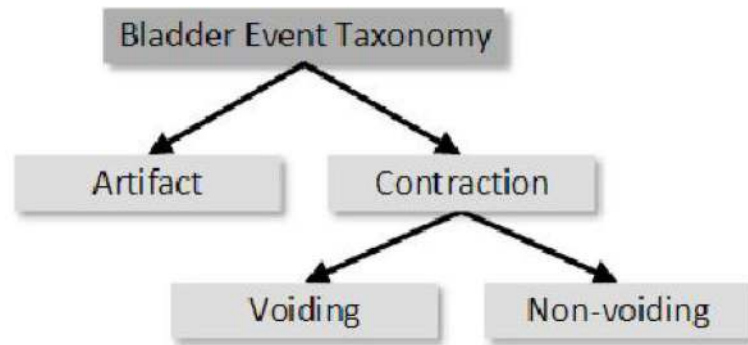 Bladder Event Taxonomy
Artifact
Contraction
Voiding
Non-voiding